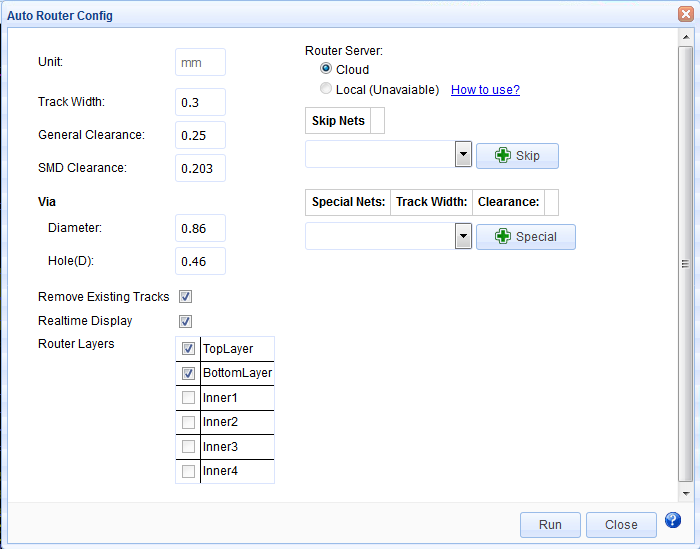 Auto Router Config
Unit: mm
Track Width: 0.3
General Clearance: 0.25
SMD Clearance: 0.203
Via
Diameter: 0.86
Hole(D): 0.46
Remove Existing Tracks
Realtime Display
Router Layers
TopLayer
BottomLayer
Inner1
Inner2
Inner3
Inner4
Router Server:
Cloud
Local (Unavaiable) How to use?
Skip Nets
Skip
Special Nets: Track Width: Clearance:
Special
Run Close ?